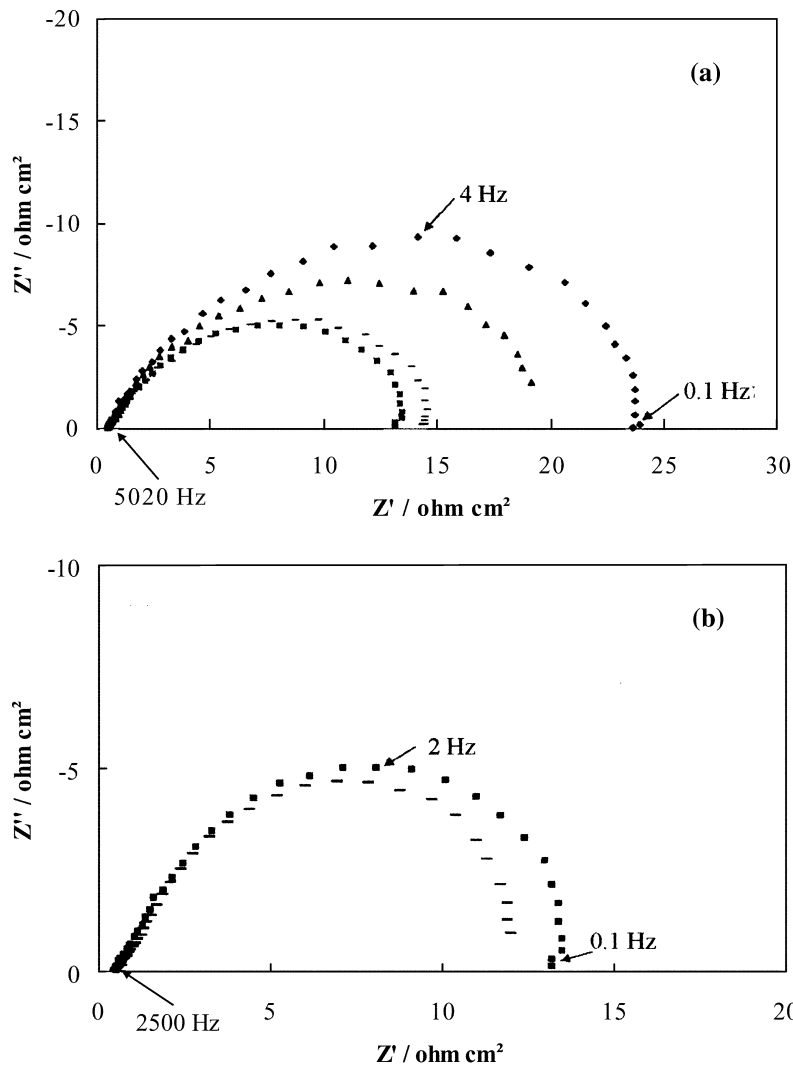 -20
(a)
-15
4 Hz
Z'' / ohm cm²
-10
-5
0.1 Hz
0
0 5 10 15 20 25 30
5020 Hz
Z' / ohm cm²
-10
(b)
Z'' / ohm cm²
2 Hz
-5
0.1 Hz
0
0 5 10 15 20
2500 Hz
Z' / ohm cm²